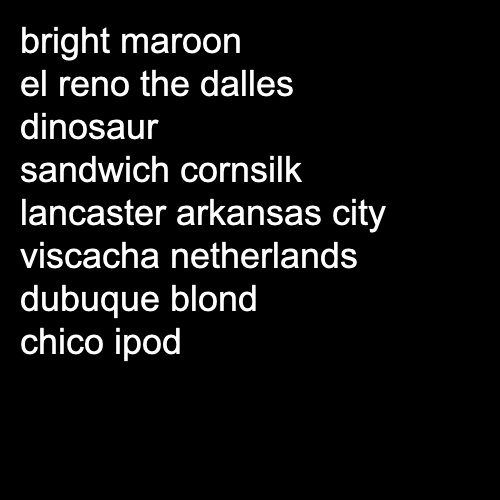 bright maroon
el reno the dalles
dinosaur
sandwich cornsilk
lancaster arkansas city
viscacha netherlands
dubuque blond
chico ipod